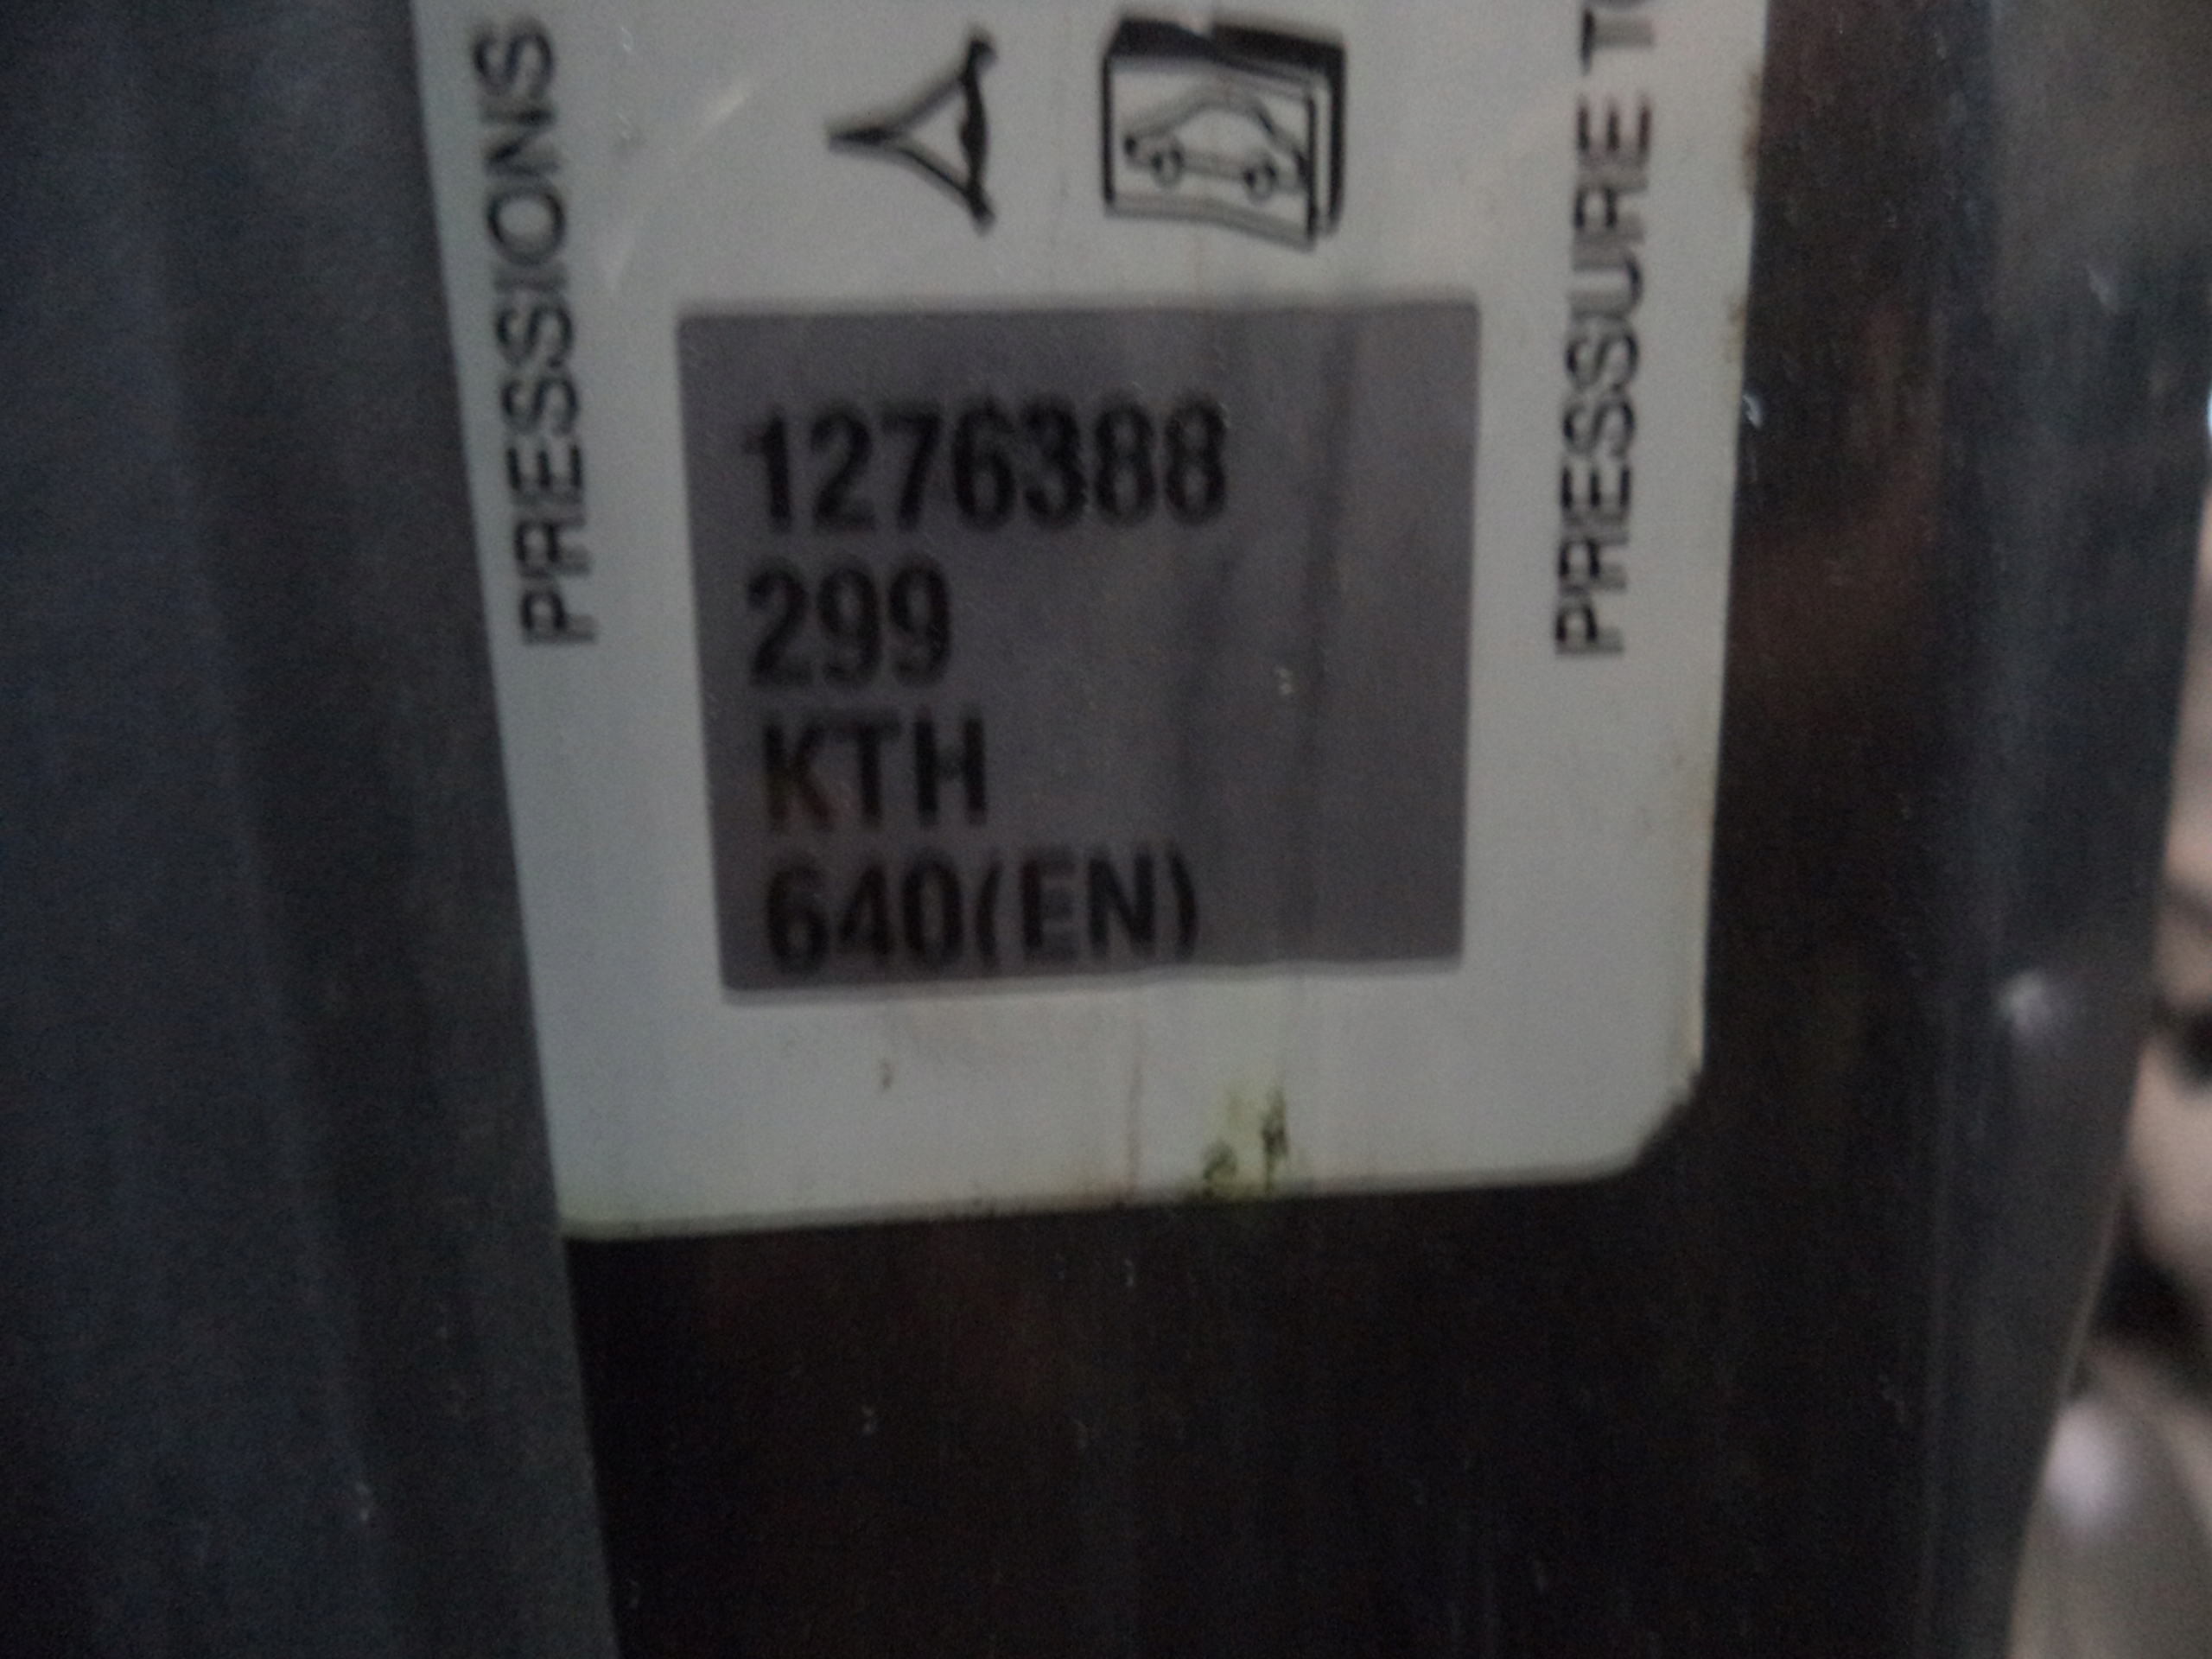 PRESSIONS
1276388
299
KTH
640(EN)
PRESSURE